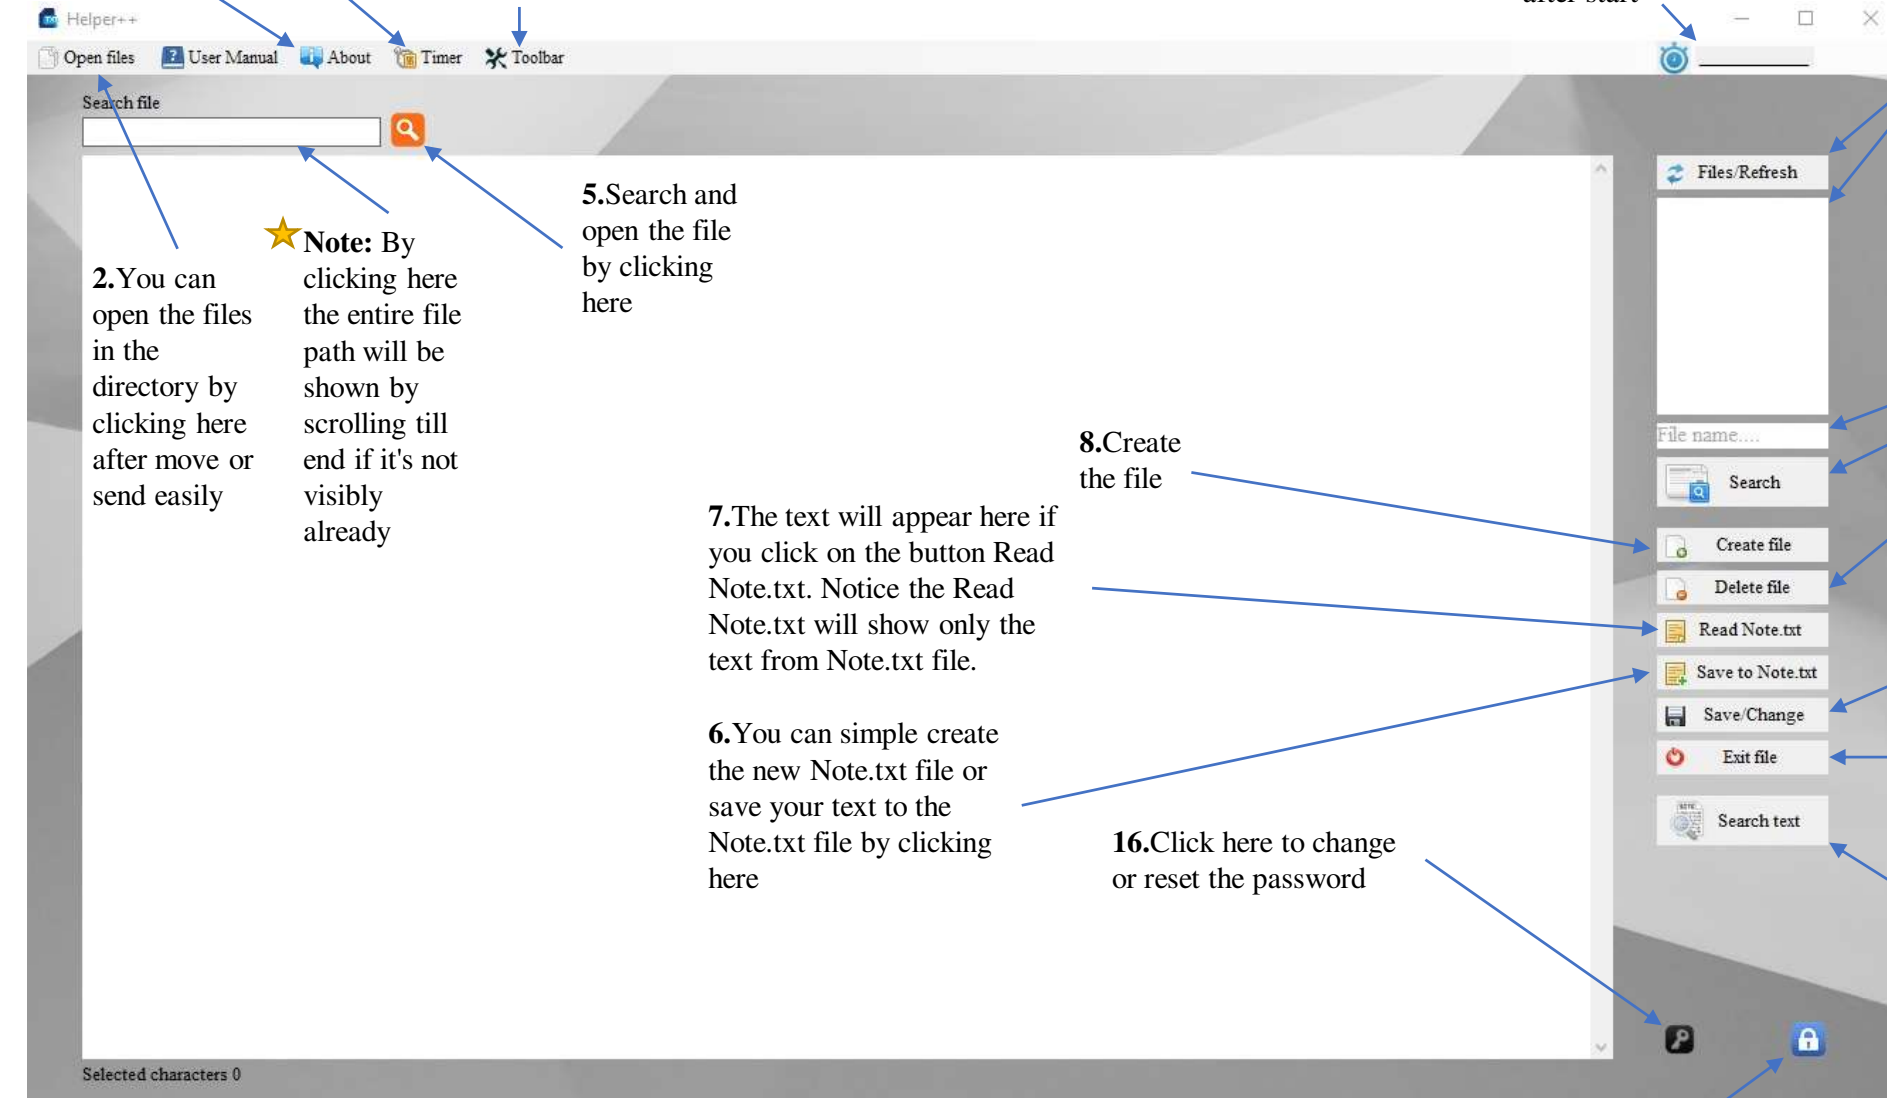 after start
Helper++
Open files User Manual About Timer Toolbar
Search file
Files/Refresh
5.Search and
open the file
by clicking
here
Note: By
clicking here
the entire file
path will be
shown by
scrolling till
end if it's not
visibly
already
2.You can
open the files
in the
directory by
clicking here
after move or
send easily
File name....
Search
8.Create
the file
7.The text will appear here if
you click on the button Read
Note.txt. Notice the Read
Note.txt will show only the
text from Note.txt file.
Create file
Delete file
Read Note.txt
Save to Note.txt
Save/Change
Exit file
Search text
6.You can simple create
the new Note.txt file or
save your text to the
Note.txt file by clicking
here
16.Click here to change
or reset the password
Selected characters 0